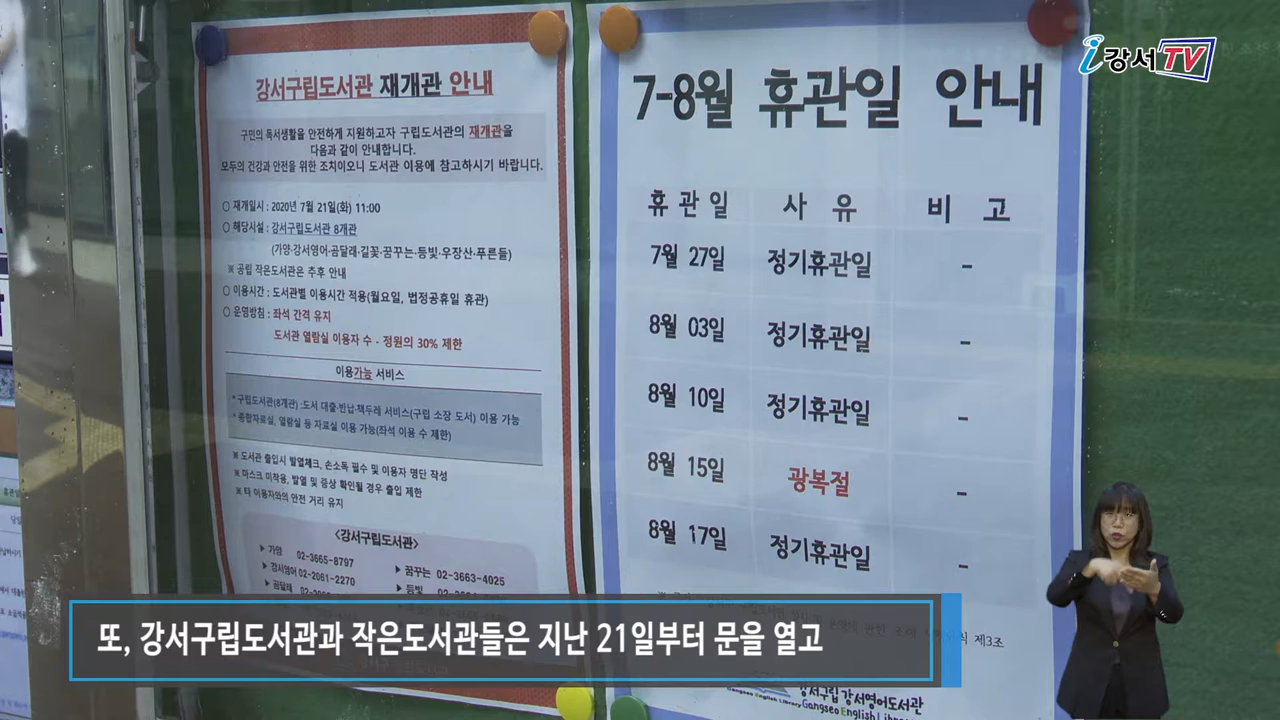 i강서TV
강서구립도서관 재개관 안내
구민의 독서생활을 안전하게 지원하고자 구립도서관의 재개관을
다음과 같이 안내합니다.
모두의 건강과 안전을 위한 조치이오니 도서관 이용에 참고하시기 바랍니다.
○ 재개일시 : 2020년 7월 21일(화) 11:00
○ 해당시설 : 강서구립도서관 8개관
(가양·강서영어·곰달래·길꽃·꿈꾸는·등빛·우장산·푸른들)
※ 공립 작은도서관은 추후 안내
○ 이용시간 : 도서관별 이용시간 적용(월요일, 법정공휴일 휴관)
○ 운영방침 : 좌석 간격 유지
도서관 열람실 이용자 수 - 정원의 30% 제한
이용가능 서비스
* 구립도서관(8개관) :도서 대출·반납·책두레 서비스(구립 소장 도서) 이용 가능
* 종합자료실, 열람실 등 자료실 이용 가능(좌석 이용 수 제한)
※ 도서관 출입시 발열체크, 손소독 필수 및 이용자 명단 작성
※ 마스크 미착용, 발열 및 증상 확인될 경우 출입 제한
※ 타 이용자와의 안전 거리 유지
<강서구립도서관>
▶ 가양 02-3665-8797
▶ 꿈꾸는 02-3663-4025
▶ 강서영어 02-2061-2270
▶ 등빛
▶ 곰달래
7-8월 휴관일 안내
휴관일 사유 비고
7월 27일 정기휴관일 -
8월 03일 정기휴관일 -
8월 10일 정기휴관일 -
8월 15일 광복절 -
8월 17일 정기휴관일 -
제3조
강서구립 강서영어도서관
Gangseo English Library
또, 강서구립도서관과 작은도서관들은 지난 21일부터 문을 열고